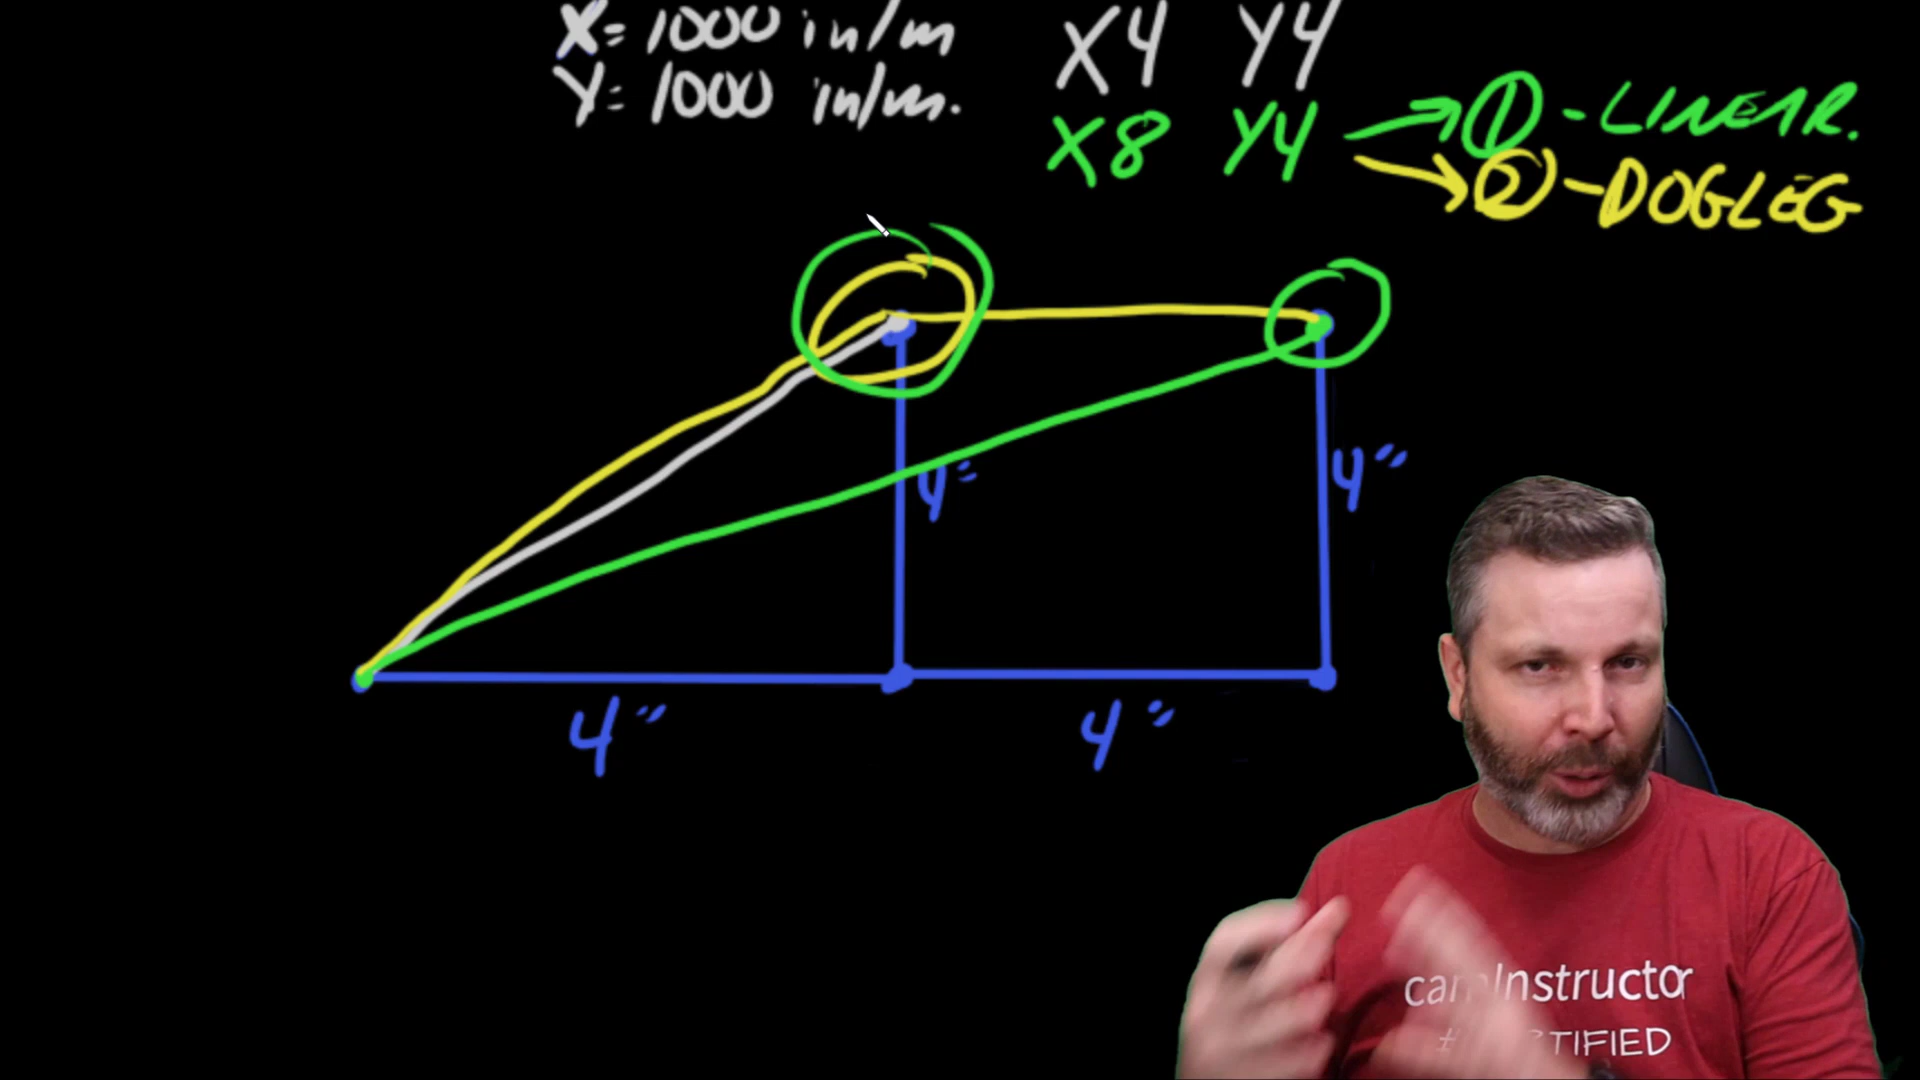 X= 1000 in/m
Y= 1000 in/m.
X4 Y4
X8 Y4
① - LINEAR.
② - DOGLEG
4"
4"
4"
4"
camInstructor